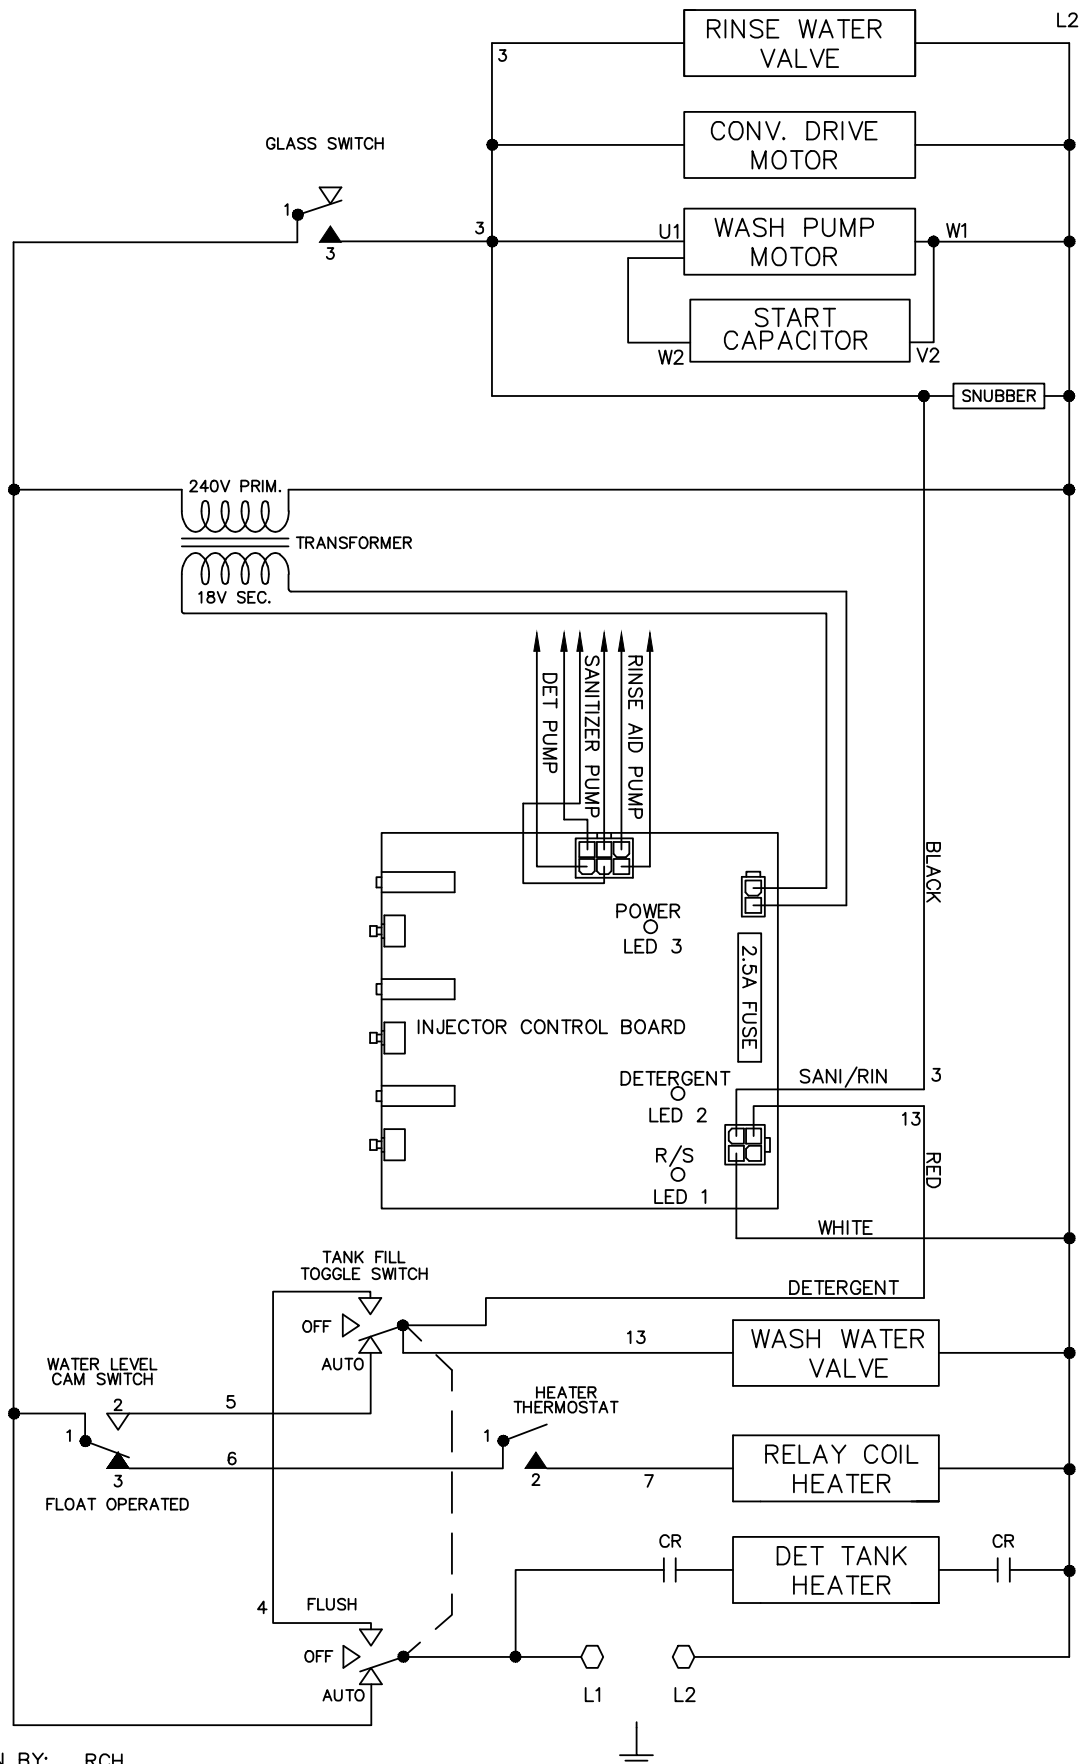 L2
RINSE WATER
VALVE
3
CONV. DRIVE
MOTOR
GLASS SWITCH
1
3
3
U1
WASH PUMP
MOTOR
W1
START
CAPACITOR
W2
V2
SNUBBER
240V PRIM.
TRANSFORMER
18V SEC.
DET PUMP
SANITIZER PUMP
RINSE AID PUMP
BLACK
POWER
LED 3
2.5A FUSE
INJECTOR CONTROL BOARD
DETERGENT
LED 2
SANI/RIN
3
13
R/S
LED 1
RED
WHITE
TANK FILL
TOGGLE SWITCH
DETERGENT
OFF
AUTO
13
WASH WATER
VALVE
WATER LEVEL
CAM SWITCH
2
5
1
3
6
FLOAT OPERATED
HEATER
THERMOSTAT
1
2
7
RELAY COIL
HEATER
CR
DET TANK
HEATER
CR
4
FLUSH
OFF
AUTO
L1
L2
BY: RCH